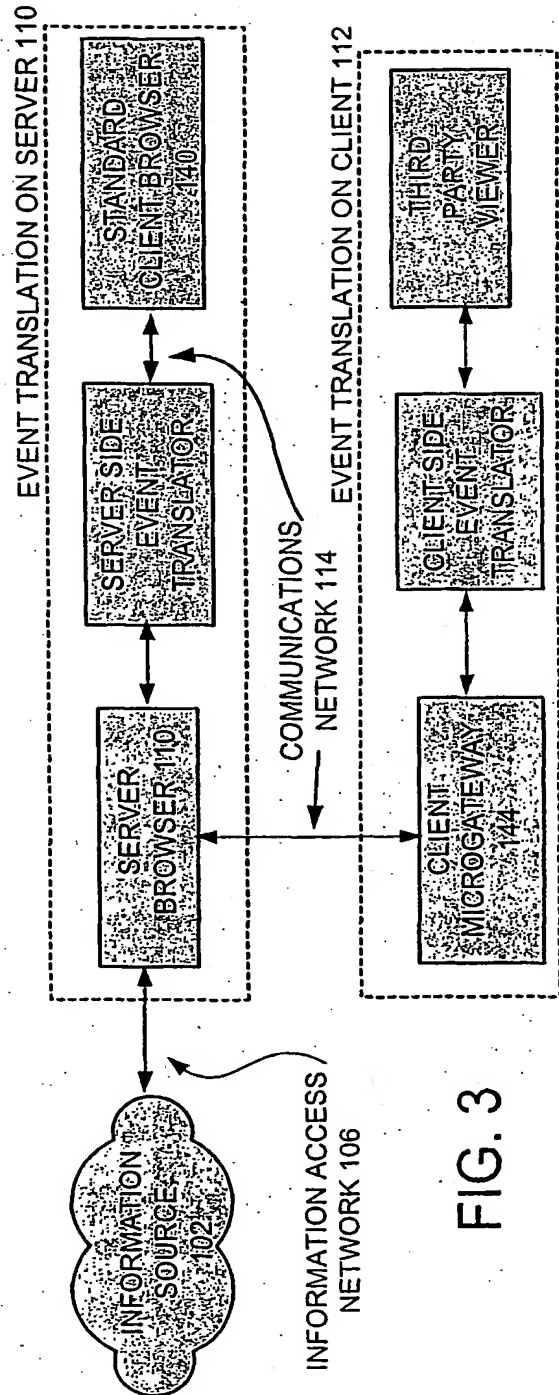 EVENT TRANSLATION ON SERVER 110
INFORMATION
SOURCE
102
SERVER
BROWSER 110
SERVER SIDE
EVENT
TRANSLATOR
STANDARD
CLIENT BROWSER
140
INFORMATION ACCESS
NETWORK 106
COMMUNICATIONS
NETWORK 114
EVENT TRANSLATION ON CLIENT 112
CLIENT
MICROGATEWAY
144
CLIENT SIDE
EVENT
TRANSLATOR
THIRD
PARTY
VIEWER
FIG. 3